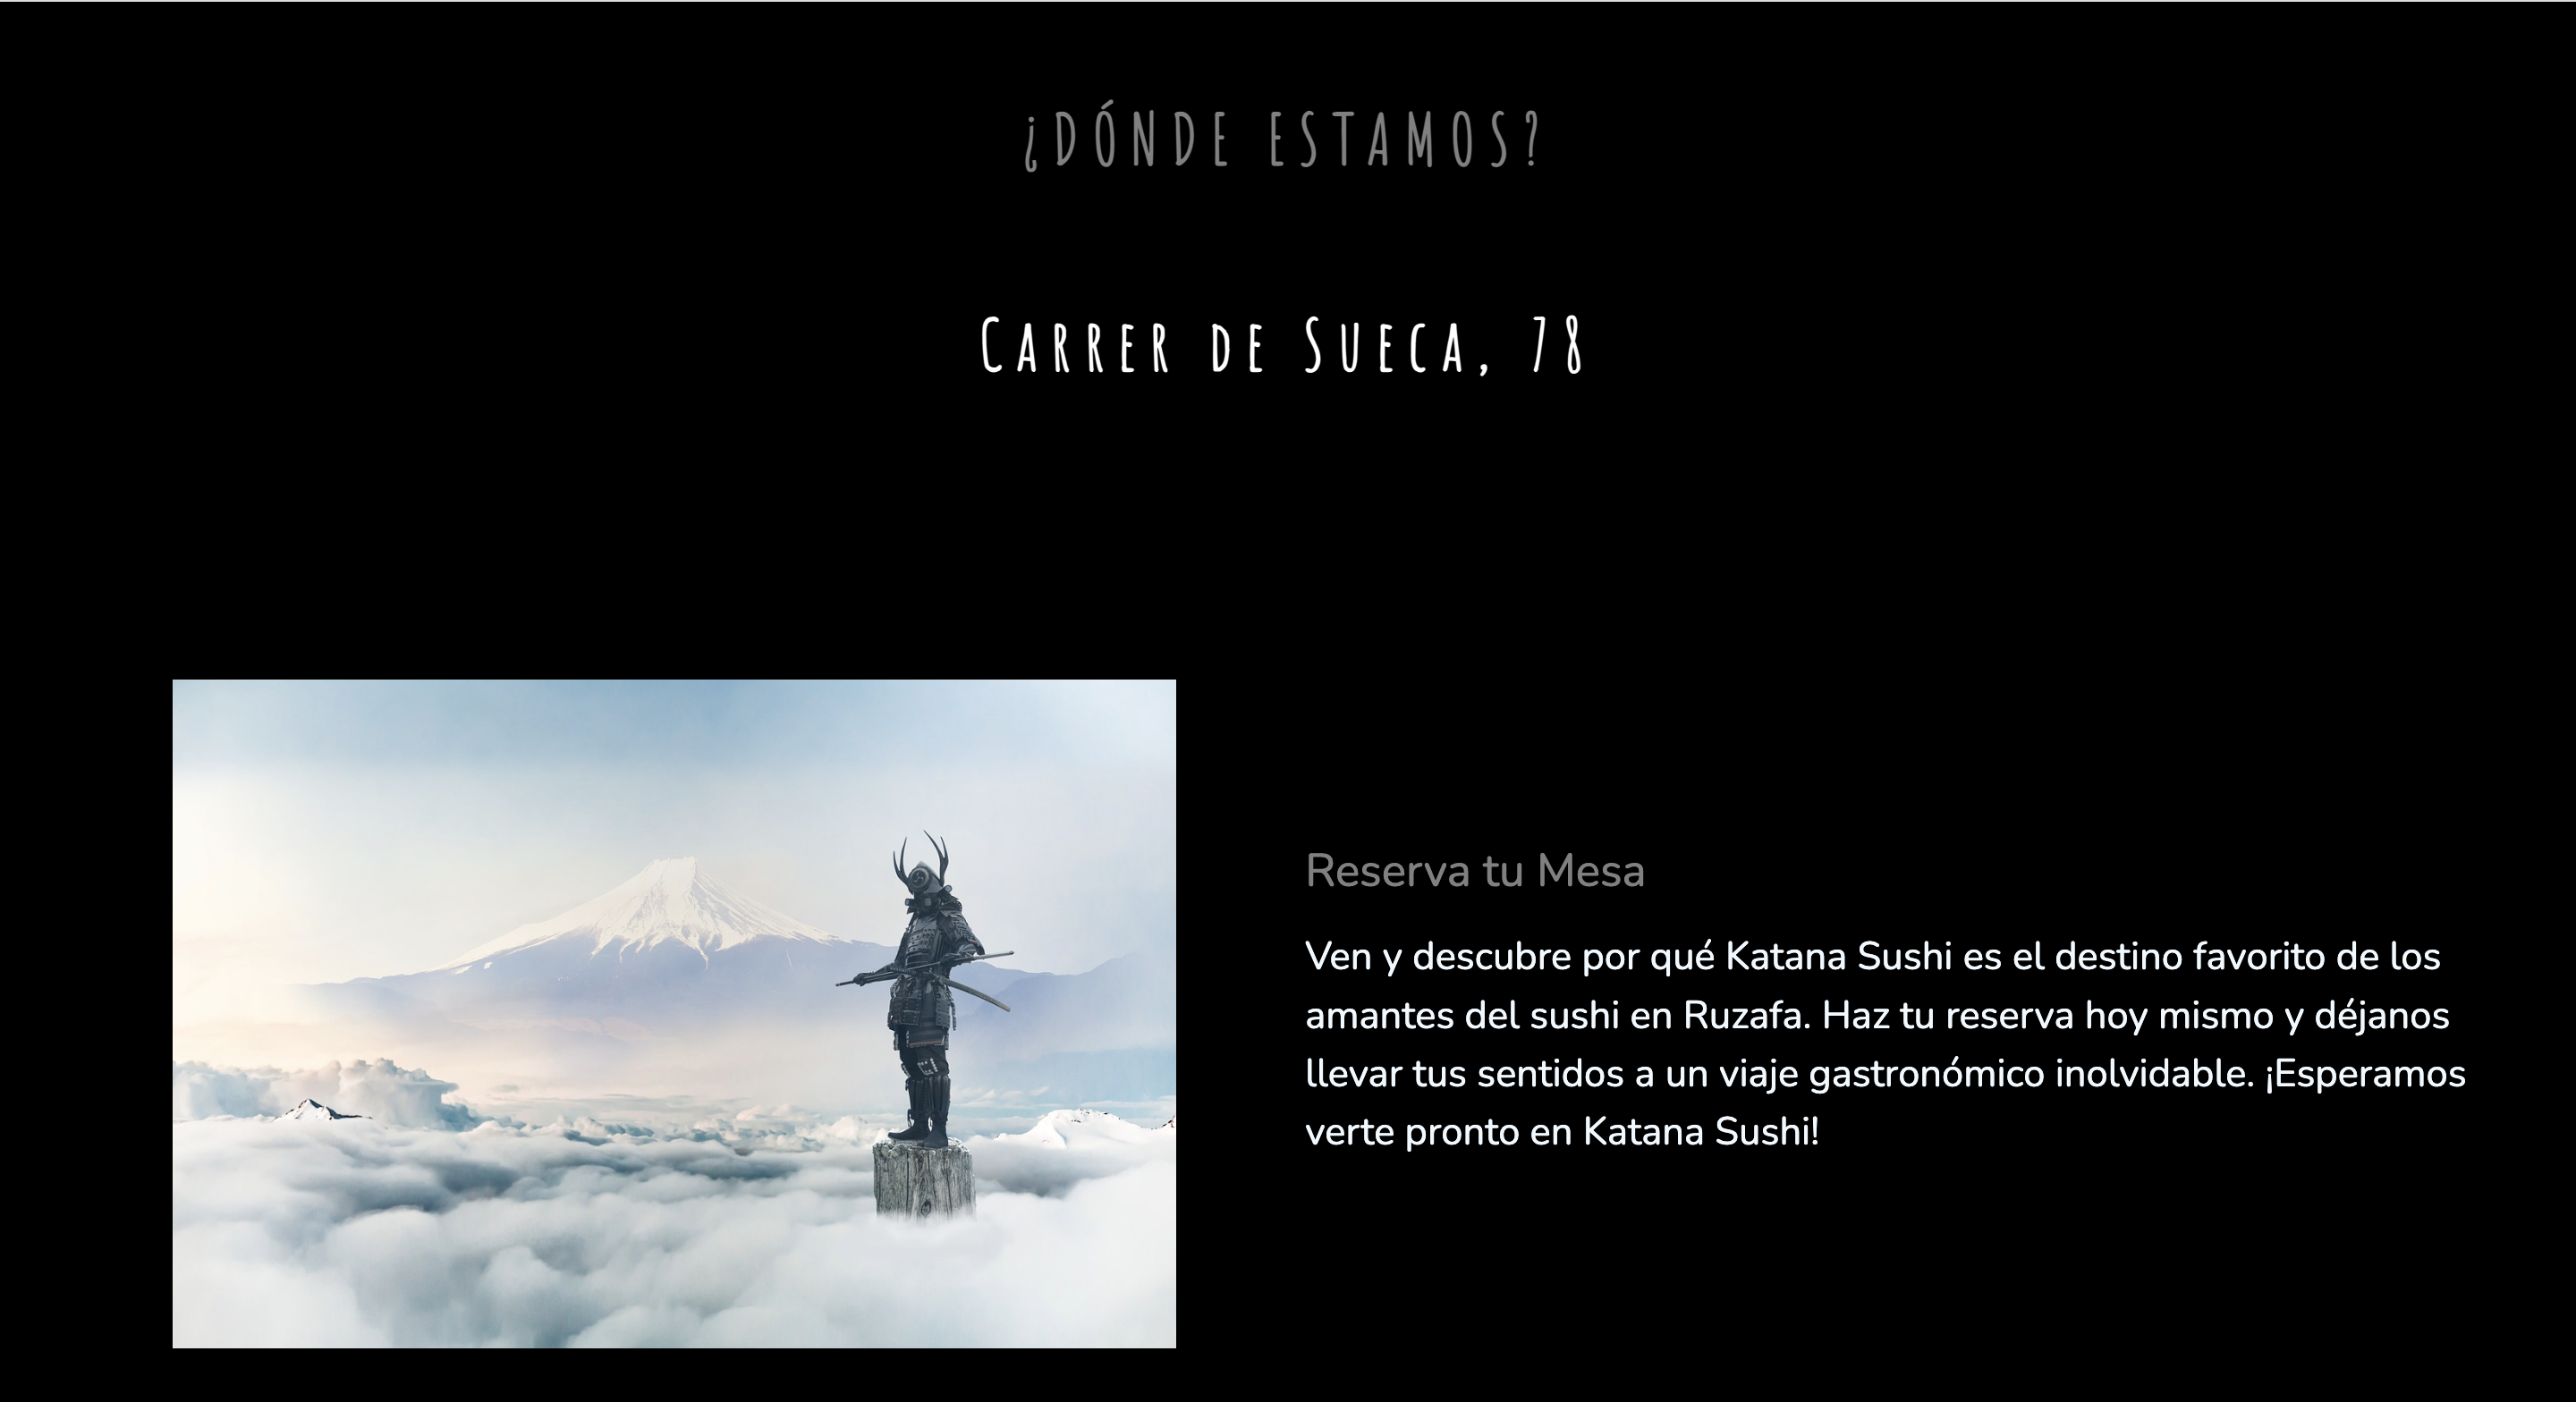 ¿DÓNDE ESTAMOS?
CARRER DE SUECA, 78
Reserva tu Mesa
Ven y descubre por qué Katana Sushi es el destino favorito de los
amantes del sushi en Ruzafa. Haz tu reserva hoy mismo y déjanos
llevar tus sentidos a un viaje gastronómico inolvidable. ¡Esperamos
verte pronto en Katana Sushi!